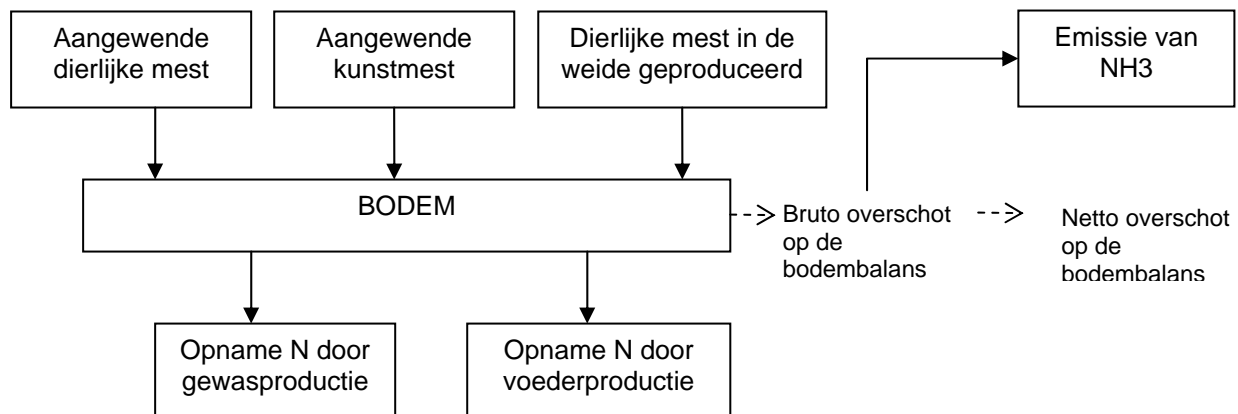 Aangewende
dierlijke mest
Aangewende
kunstmest
Dierlijke mest in de
weide geproduceerd
Emissie van
NH3
BODEM
Bruto overschot
op de
bodembalans
Netto overschot
op de
bodembalans
Opname N door
gewasproductie
Opname N door
voederproductie